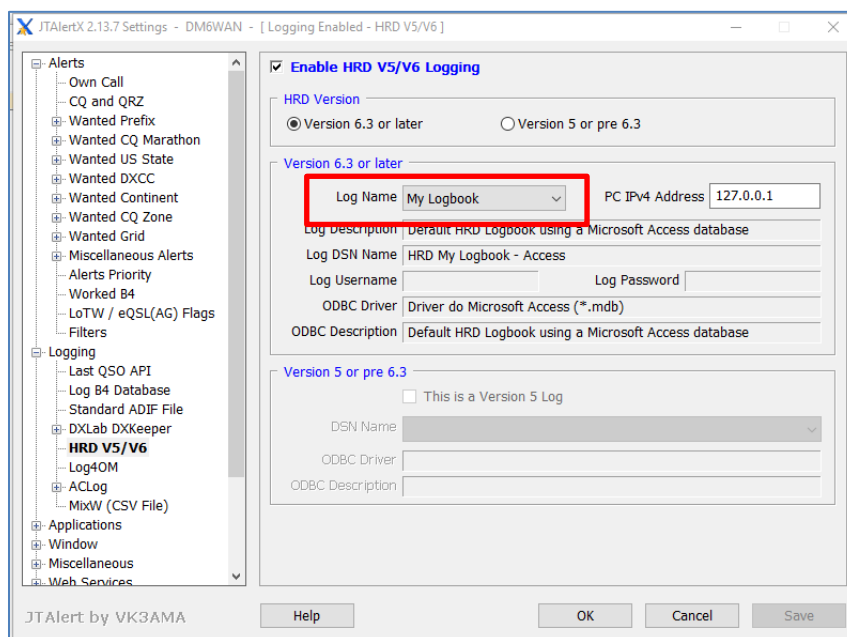 JTAlertX 2.13.7 Settings - DM6WAN - [ Logging Enabled - HRD V5/V6 ]
Alerts
Own Call
CQ and QRZ
Wanted Prefix
Wanted CQ Marathon
Wanted US State
Wanted DXCC
Wanted Continent
Wanted CQ Zone
Wanted Grid
Miscellaneous Alerts
Alerts Priority
Worked B4
LoTW / eQSL(AG) Flags
Filters
Logging
Last QSO API
Log B4 Database
Standard ADIF File
DXLab DXKeeper
HRD V5/V6
Log4OM
ACLog
MixW (CSV File)
Applications
Window
Miscellaneous
Web Services
Enable HRD V5/V6 Logging
HRD Version
Version 6.3 or later Version 5 or pre 6.3
Version 6.3 or later
Log Name My Logbook PC IPv4 Address 127.0.0.1
Log Description Default HRD Logbook using a Microsoft Access database
Log DSN Name HRD My Logbook - Access
Log Username Log Password
ODBC Driver Driver do Microsoft Access (*.mdb)
ODBC Description Default HRD Logbook using a Microsoft Access database
Version 5 or pre 6.3
This is a Version 5 Log
DSN Name
ODBC Driver
ODBC Description
JTAlert by VK3AMA Help OK Cancel Save